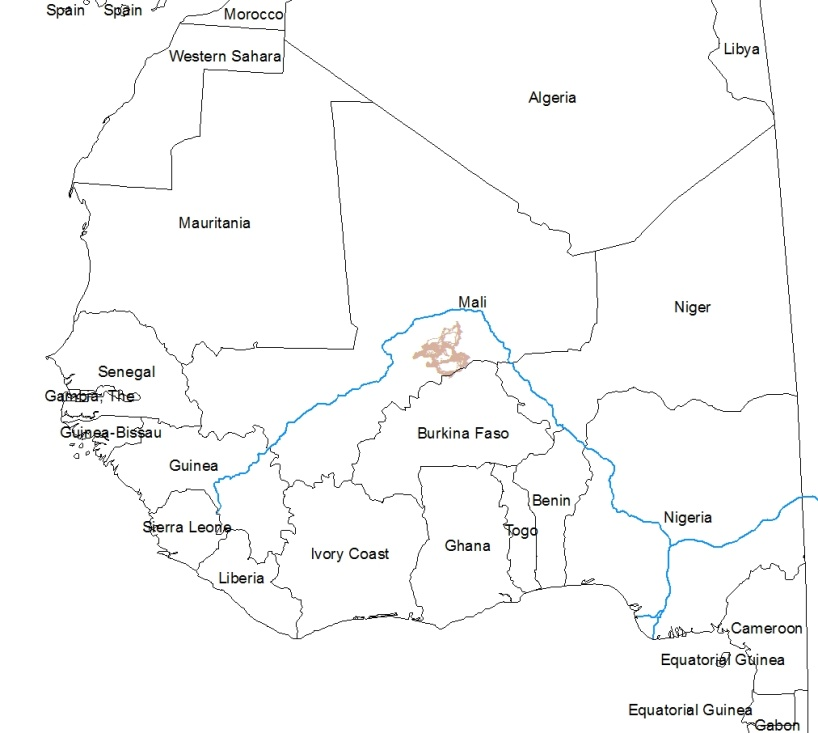 Spain
Spain
Morocco
Libya
Western Sahara
Algeria
Mauritania
Mali
Niger
Senegal
Gambia, The
Guinea-Bissau
Burkina Faso
Guinea
Benin
Nigeria
Sierra Leone
Togo
Ghana
Ivory Coast
Liberia
Cameroon
Equatorial Guinea
Equatorial Guinea
Gabon